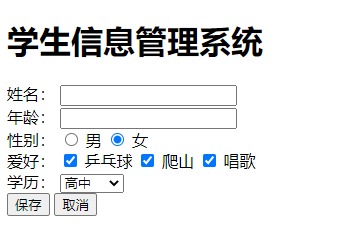 学生信息管理系统
姓名：
年龄：
性别： 男 女
爱好： 乒乓球 爬山 唱歌
学历： 高中
保存 取消